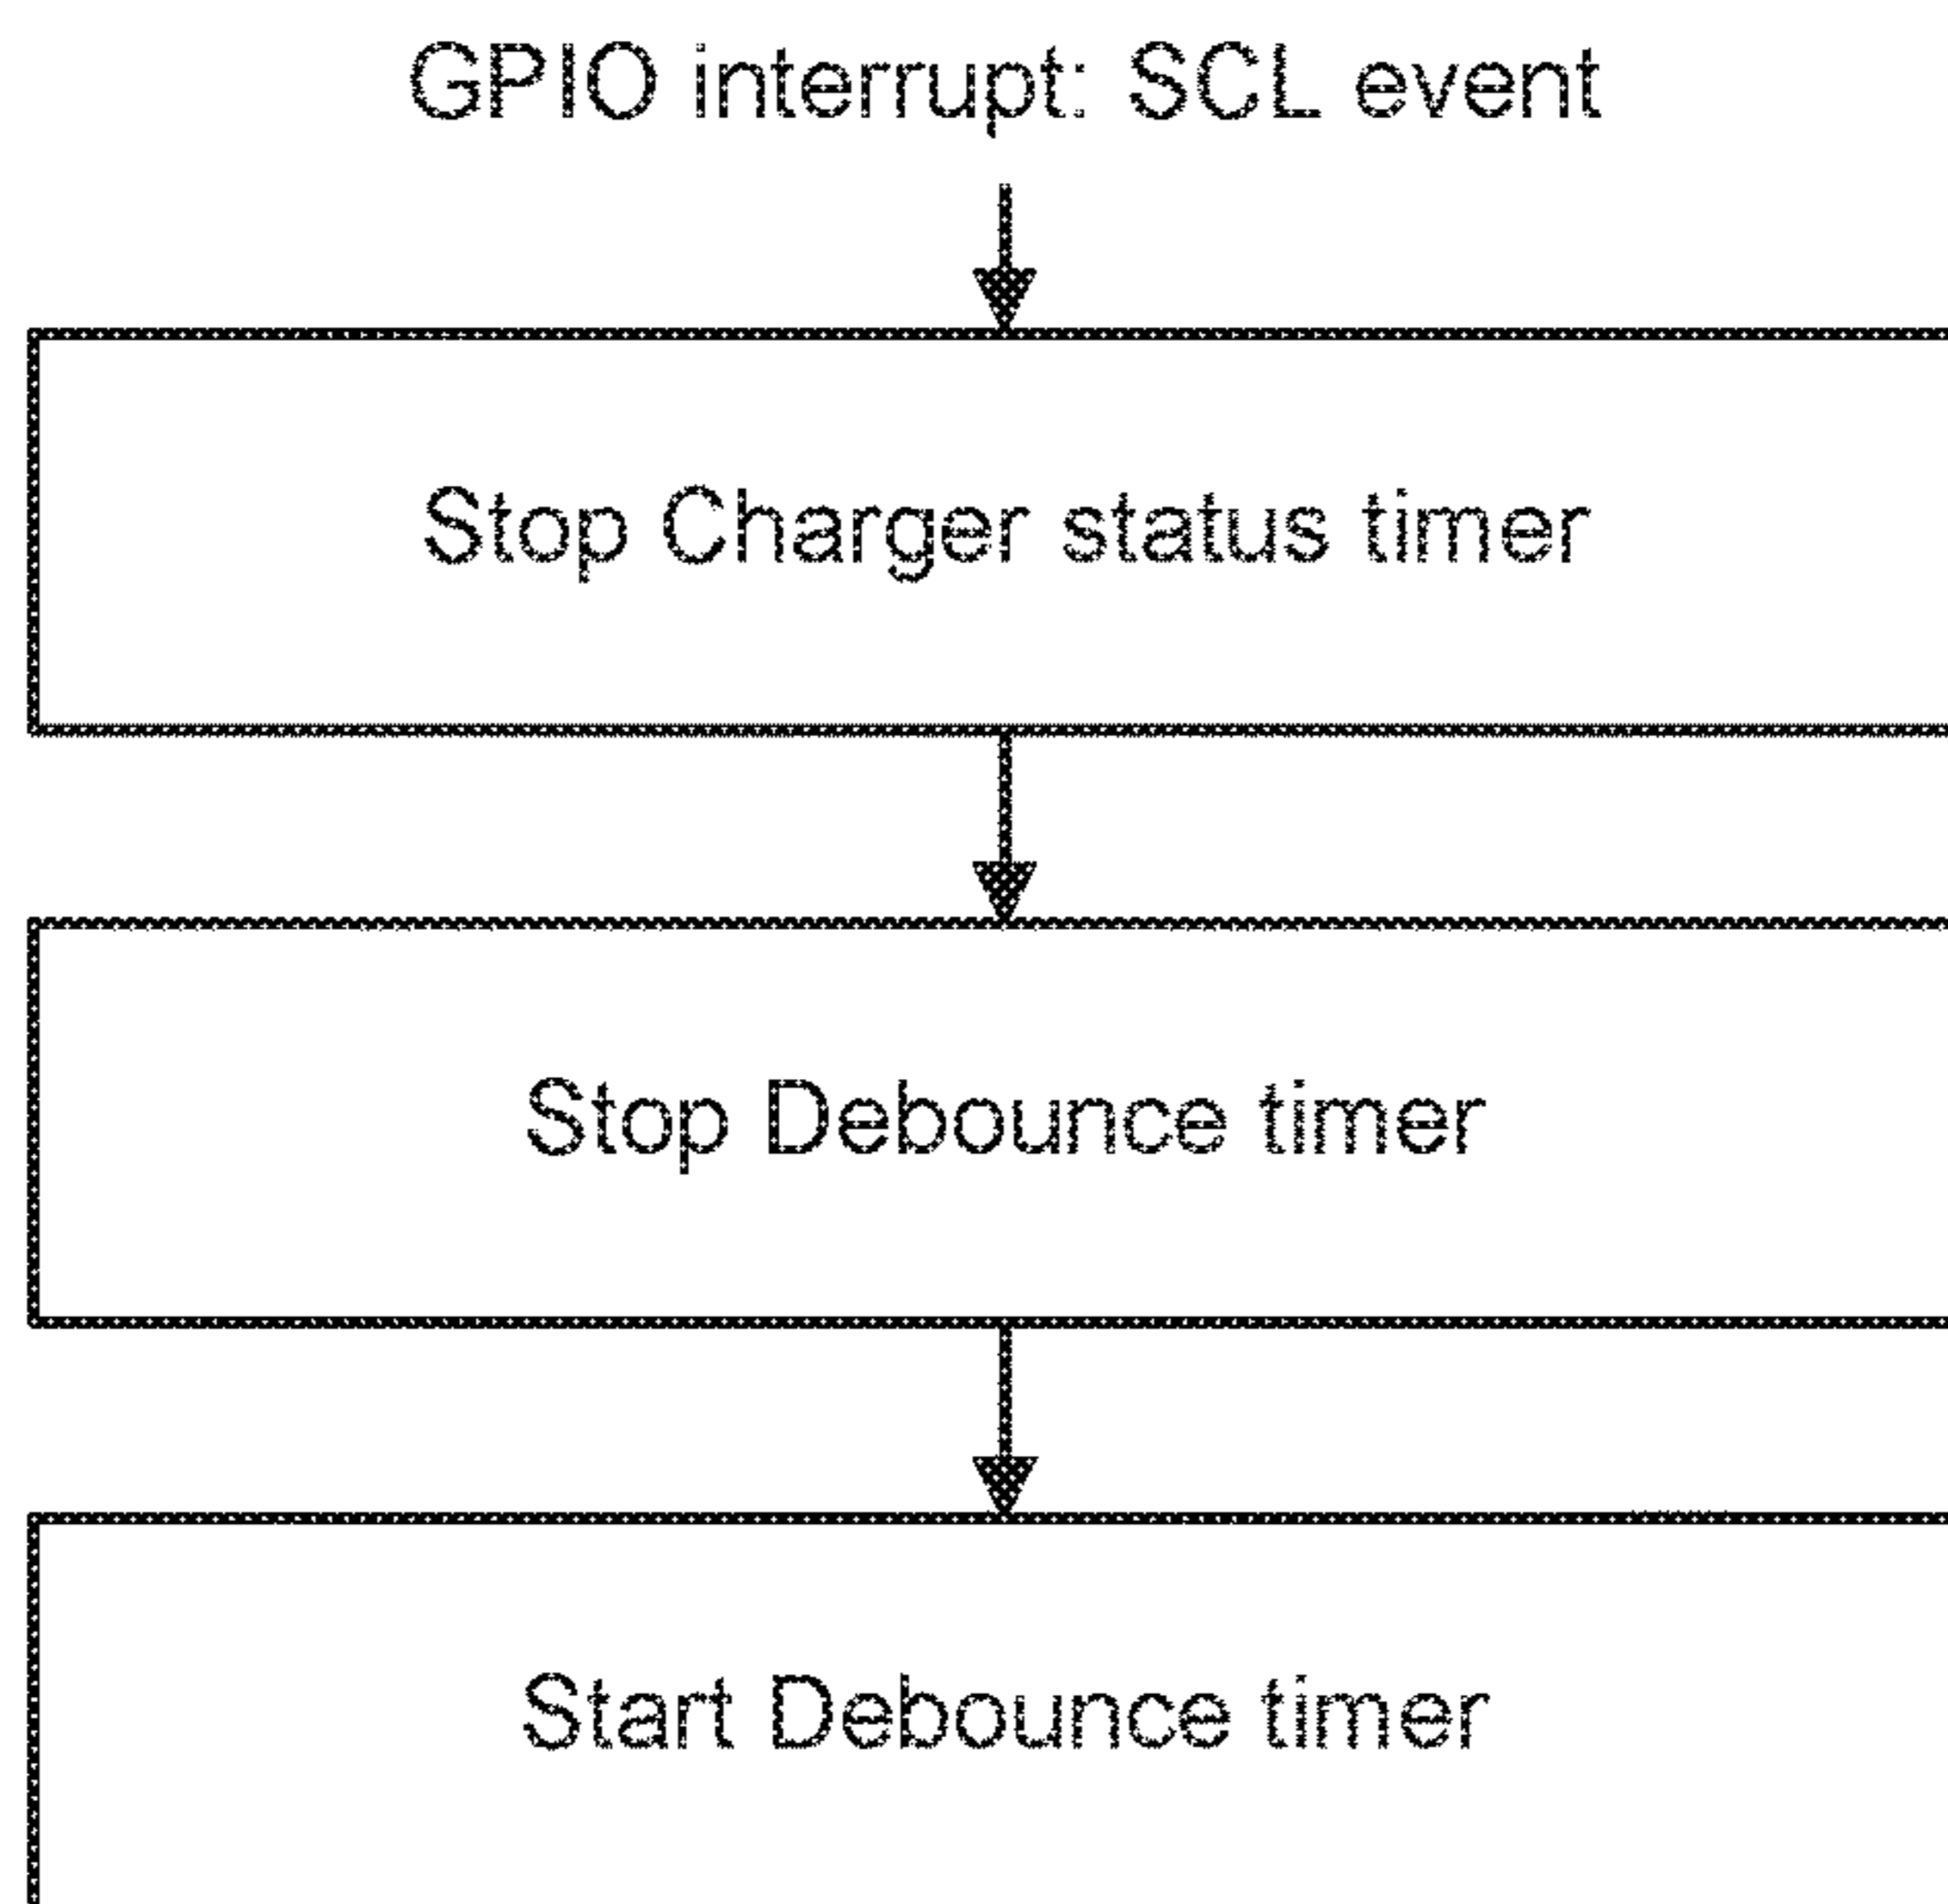 GPIO interrupt: SCL event
Stop Charger status timer
Stop Debounce timer
Start Debounce timer